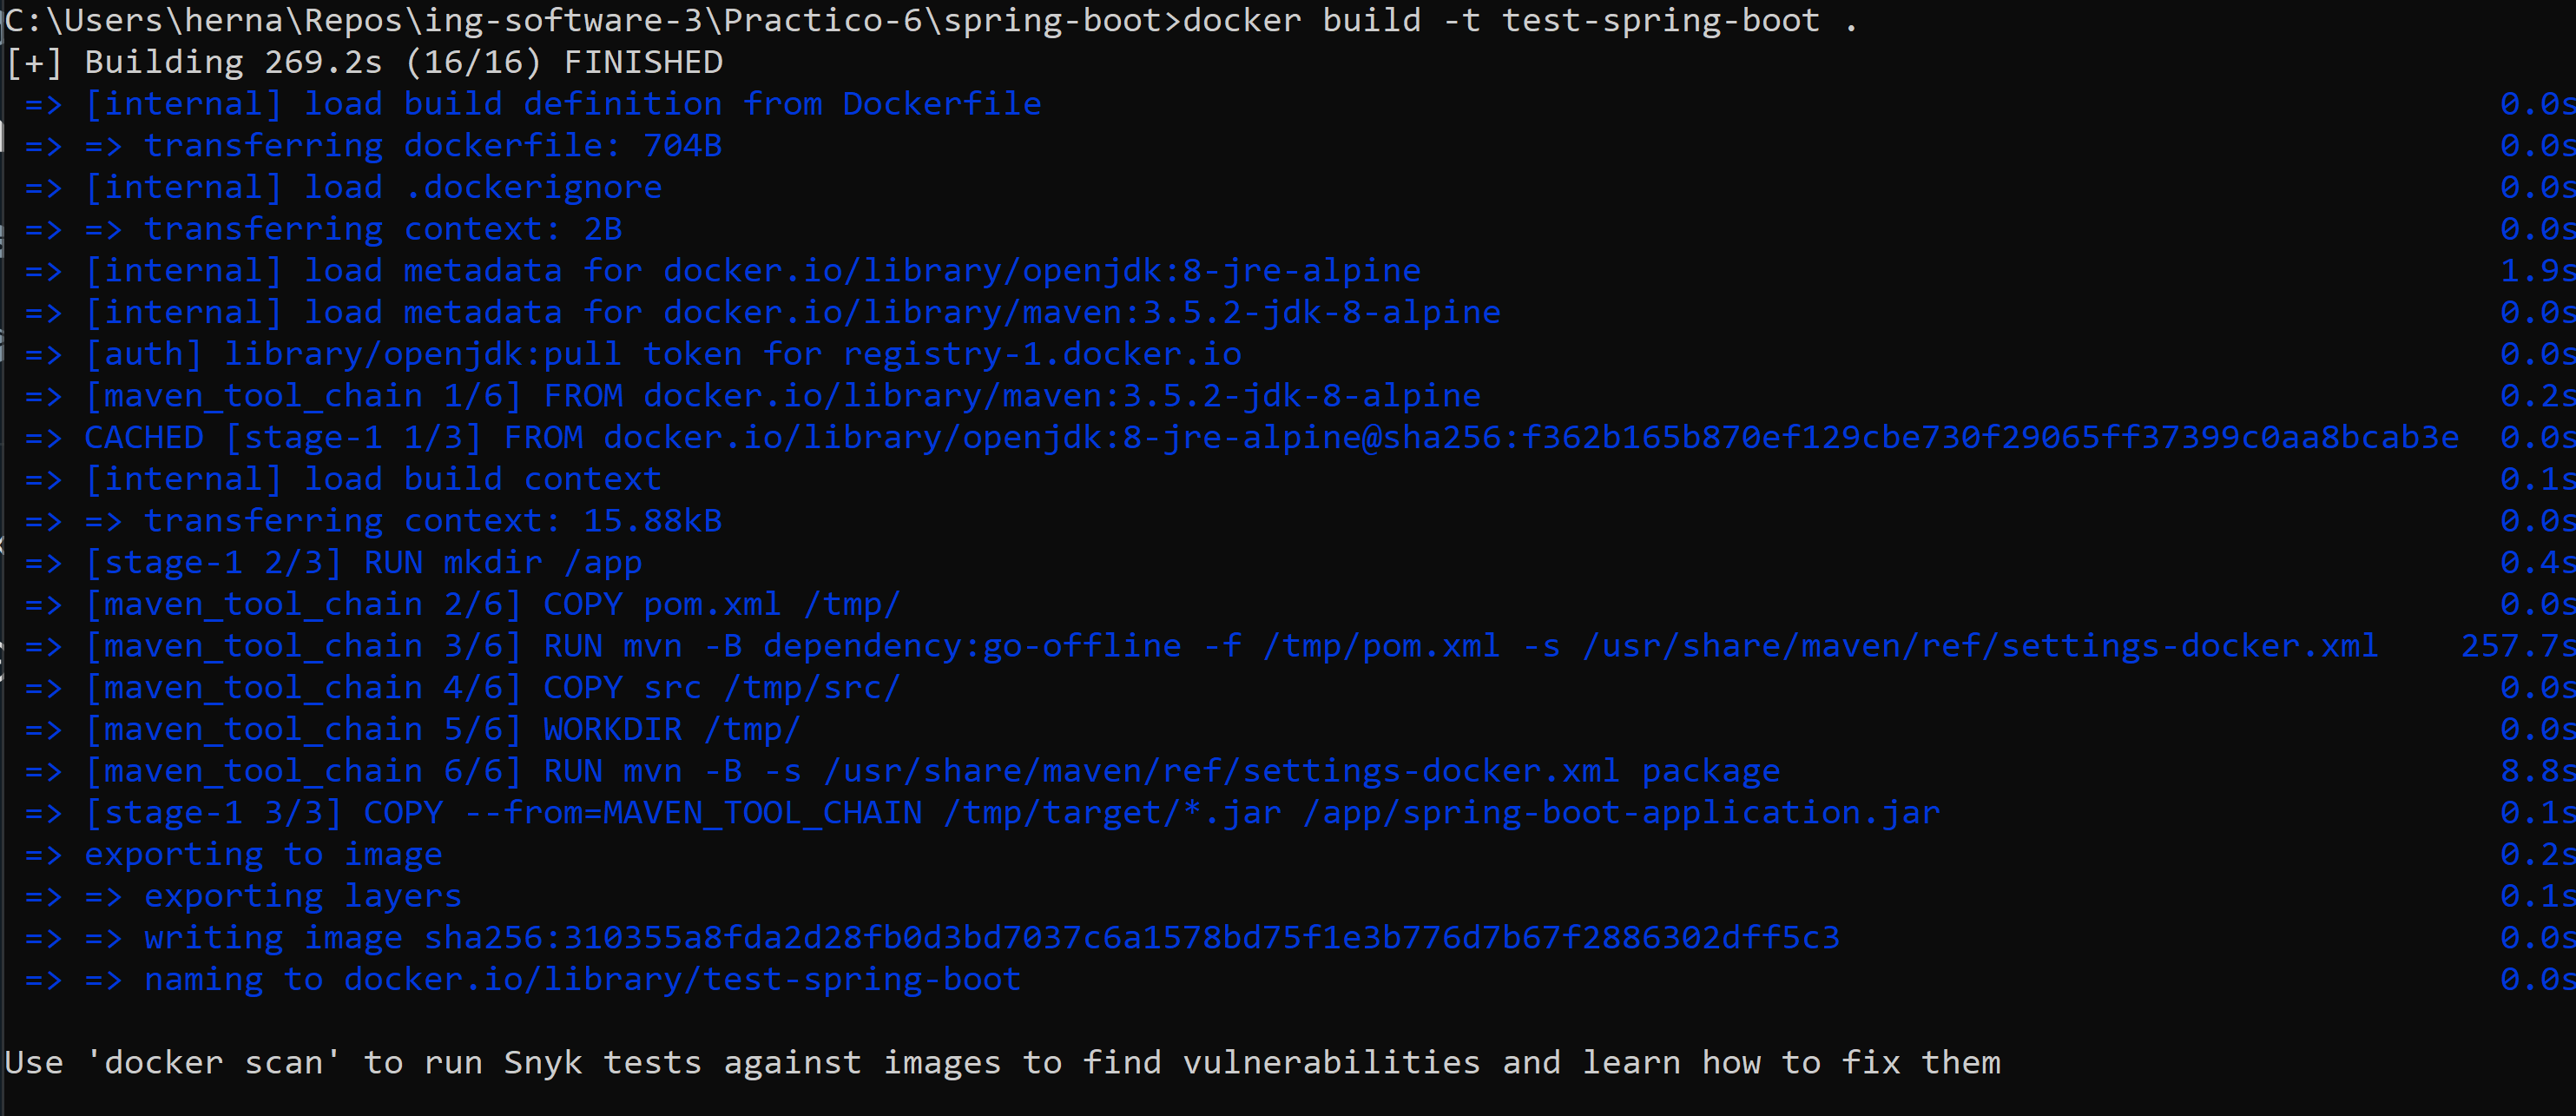 C:\Users\herna\Repos\ing-software-3\Practico-6\spring-boot>docker build -t test-spring-boot .
[+] Building 269.2s (16/16) FINISHED
=> [internal] load build definition from Dockerfile 0.0s
=> => transferring dockerfile: 704B 0.0s
=> [internal] load .dockerignore 0.0s
=> => transferring context: 2B 0.0s
=> [internal] load metadata for docker.io/library/openjdk:8-jre-alpine 1.9s
=> [internal] load metadata for docker.io/library/maven:3.5.2-jdk-8-alpine 0.0s
=> [auth] library/openjdk:pull token for registry-1.docker.io 0.0s
=> [maven_tool_chain 1/6] FROM docker.io/library/maven:3.5.2-jdk-8-alpine 0.2s
=> CACHED [stage-1 1/3] FROM docker.io/library/openjdk:8-jre-alpine@sha256:f362b165b870ef129cbe730f29065ff37399c0aa8bcab3e 0.0s
=> [internal] load build context 0.1s
=> => transferring context: 15.88kB 0.0s
=> [stage-1 2/3] RUN mkdir /app 0.4s
=> [maven_tool_chain 2/6] COPY pom.xml /tmp/ 0.0s
=> [maven_tool_chain 3/6] RUN mvn -B dependency:go-offline -f /tmp/pom.xml -s /usr/share/maven/ref/settings-docker.xml 257.7s
=> [maven_tool_chain 4/6] COPY src /tmp/src/ 0.0s
=> [maven_tool_chain 5/6] WORKDIR /tmp/ 0.0s
=> [maven_tool_chain 6/6] RUN mvn -B -s /usr/share/maven/ref/settings-docker.xml package 8.8s
=> [stage-1 3/3] COPY --from=MAVEN_TOOL_CHAIN /tmp/target/*.jar /app/spring-boot-application.jar 0.1s
=> exporting to image 0.2s
=> => exporting layers 0.1s
=> => writing image sha256:310355a8fda2d28fb0d3bd7037c6a1578bd75f1e3b776d7b67f2886302dff5c3 0.0s
=> => naming to docker.io/library/test-spring-boot 0.0s
Use 'docker scan' to run Snyk tests against images to find vulnerabilities and learn how to fix them